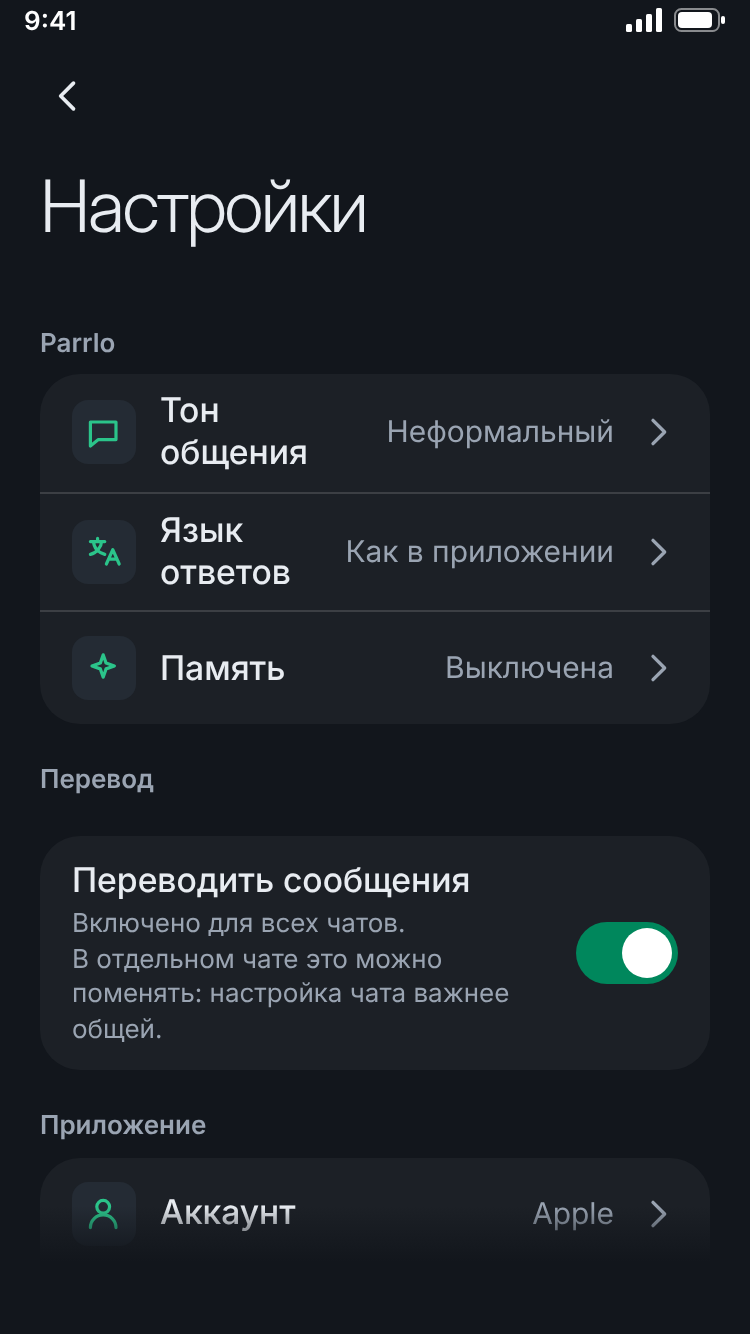 9:41
Настройки
Parrlo
Тон
общения
Неформальный
Язык
ответов
Как в приложении
Память
Выключена
Перевод
Переводить сообщения
Включено для всех чатов.
В отдельном чате это можно
поменять: настройка чата важнее
общей.
Приложение
Аккаунт
Apple